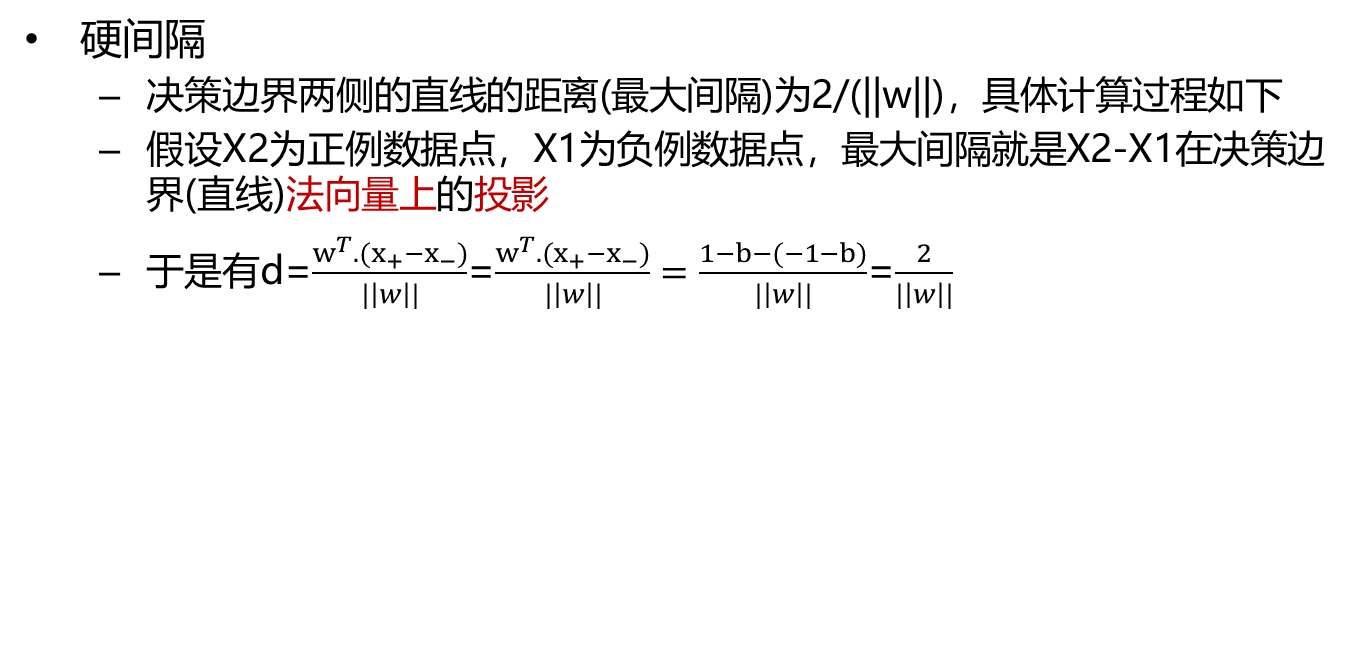 • 硬间隔
– 决策边界两侧的直线的距离(最大间隔)为2/(||w||)，具体计算过程如下
– 假设X2为正例数据点，X1为负例数据点，最大间隔就是X2-X1在决策边
界(直线)法向量上的投影
– 于是有d=\frac{w^T.(x_+−x_−)}{||w||}=\frac{w^T.(x_+−x_−)}{||w||}=\frac{1−b−(−1−b)}{||w||}=\frac{2}{||w||}